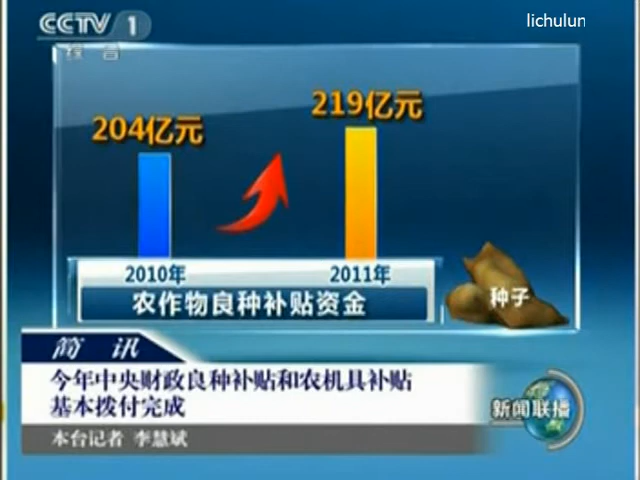 CCTV 1
综合
lichulun
204亿元
219亿元
2010年
2011年
农作物良种补贴资金
种子
简讯
今年中央财政良种补贴和农机具补贴
基本拨付完成
新闻联播
本台记者 李慧斌